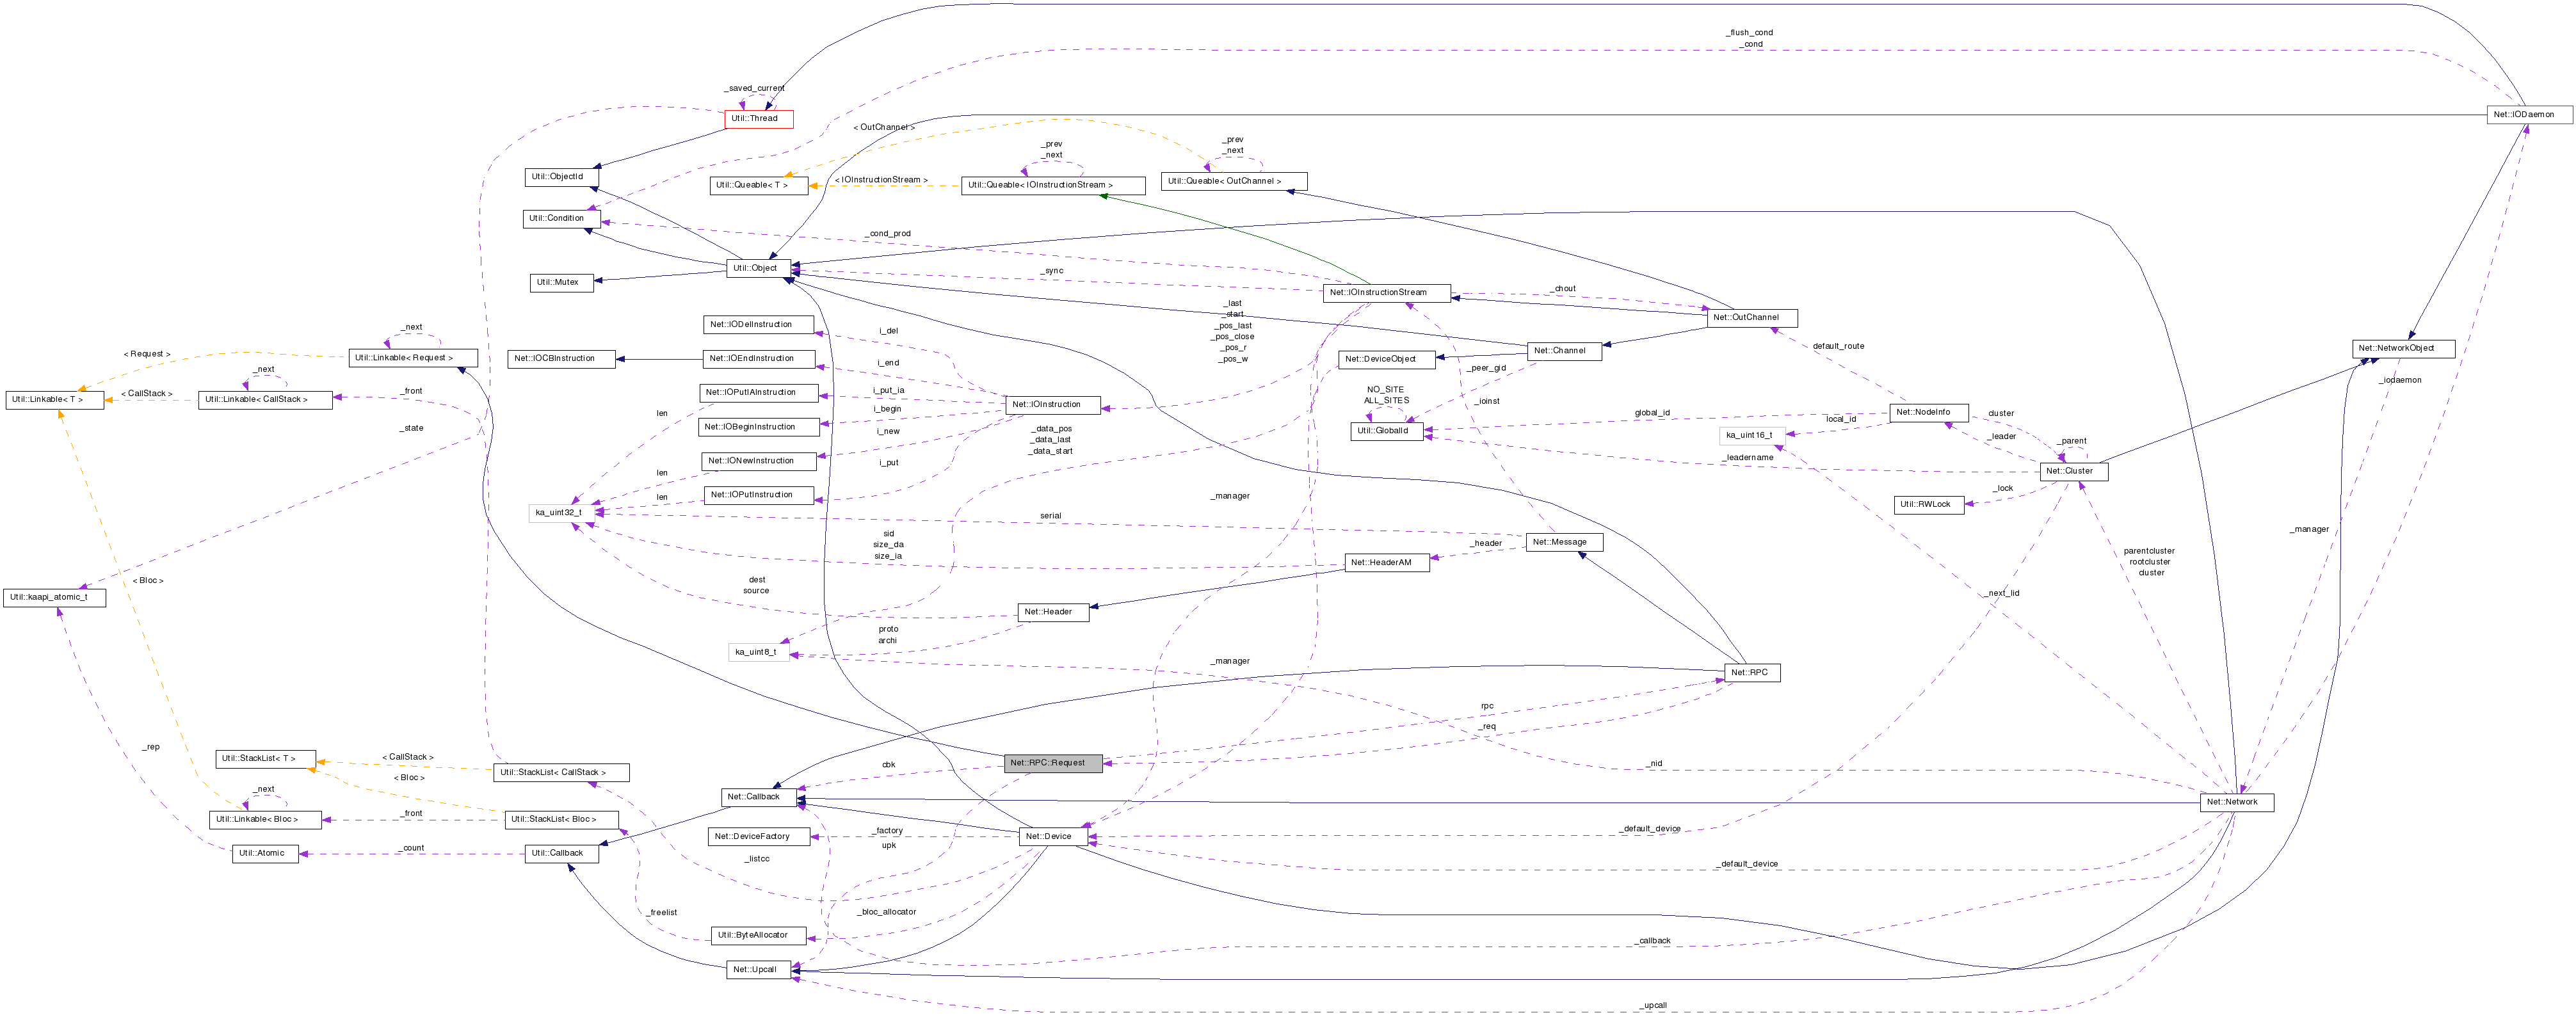 _flush_cond
_cond
_saved_current
Util::Thread
Net::IODaemon
< OutChannel >
_prev
_next
_prev
_next
Util::ObjectId
Util::Queable< T >
< IOInstructionStream >
Util::Queable< IOInstructionStream >
Util::Queable< OutChannel >
Util::Condition
_cond_prod
Util::Object
_sync
Util::Mutex
Net::IOInstructionStream
_chout
Net::OutChannel
_last
_start
_pos_last
_pos_close
_pos_r
_pos_w
Net::IODelInstruction
i_del
_next
< Request >
Util::Linkable< Request >
Net::IOCBInstruction
Net::IOEndInstruction
i_end
Net::DeviceObject
Net::Channel
default_route
Net::NetworkObject
_peer_gid
_iodaemon
_next
< CallStack >
Util::Linkable< T >
Util::Linkable< CallStack >
_front
Net::IOPutIAInstruction
i_put_ia
NO_SITE
ALL_SITES
_ioinst
Net::IOInstruction
len
i_begin
global_id
Net::NodeInfo
cluster
local_id
Net::IOBeginInstruction
_state
i_new
_data_pos
_data_last
_data_start
Util::GlobalId
ka_uint16_t
_leader
_parent
Net::IONewInstruction
i_put
_leadername
Net::Cluster
len
len
Net::IOPutInstruction
_manager
_lock
Util::RWLock
ka_uint32_t
serial
_manager
sid
size_da
size_ia
_header
Net::Message
parentcluster
rootcluster
cluster
Net::HeaderAM
< Bloc >
dest
source
Util::kaapi_atomic_t
_next_lid
Net::Header
proto
archi
ka_uint8_t
_manager
Net::RPC
rpc
_req
_rep
Util::StackList< T >
< CallStack >
< Bloc >
Util::StackList< CallStack >
cbk
Net::RPC::Request
_nid
_next
Net::Callback
Net::Network
Util::Linkable< Bloc >
_front
Util::StackList< Bloc >
Net::DeviceFactory
_factory
upk
Net::Device
_default_device
Util::Atomic
_count
Util::Callback
_listcc
_default_device
_freelist
_bloc_allocator
Util::ByteAllocator
_callback
Net::Upcall
_upcall